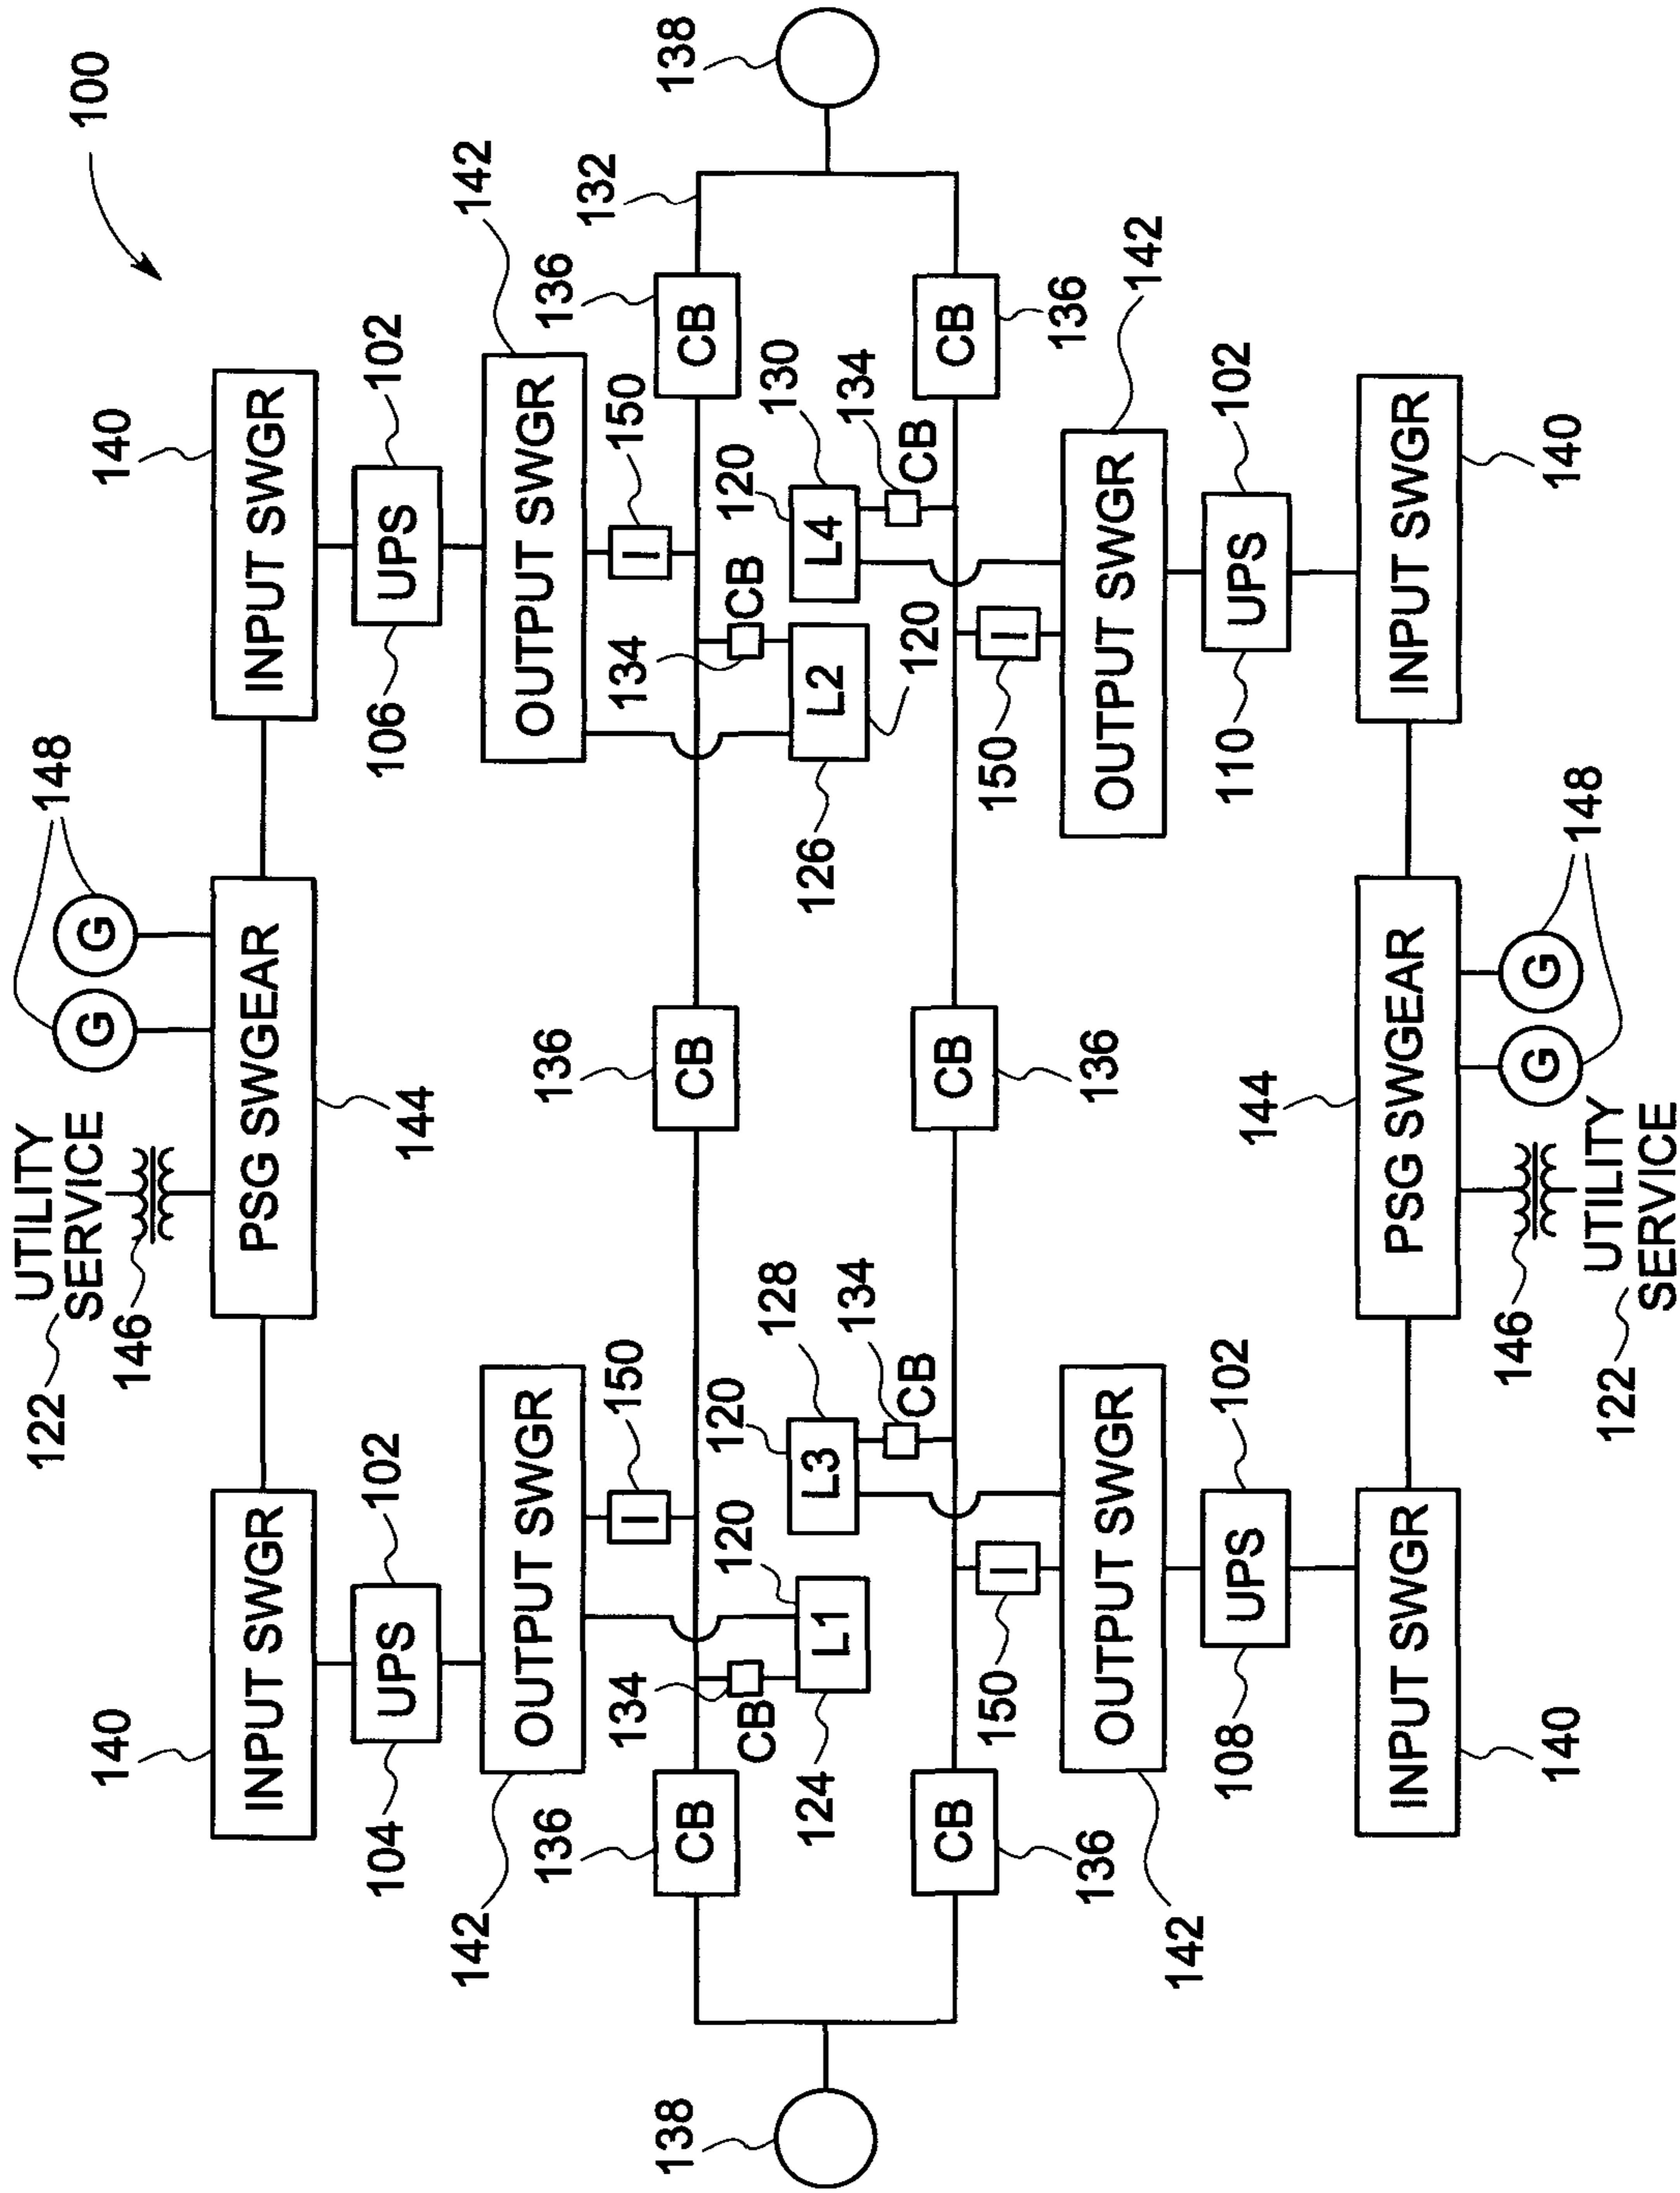 100
UTILITY
SERVICE
122
146
148
G
G
140
INPUT SWGR
PSG SWGEAR
144
INPUT SWGR
140
104
UPS
102
106
UPS
102
142
OUTPUT SWGR
OUTPUT SWGR
142
150
150
136
CB
134
CB
136
CB
134
CB
136
CB
132
124
L1
120
120
L3
128
134
CB
126
L2
120
120
L4
130
134
CB
138
138
CB
136
150
CB
136
150
CB
136
142
OUTPUT SWGR
OUTPUT SWGR
142
108
UPS
102
110
UPS
102
INPUT SWGR
140
144
PSG SWGEAR
INPUT SWGR
140
146
G
G
148
122
UTILITY
SERVICE
I
I
I
I